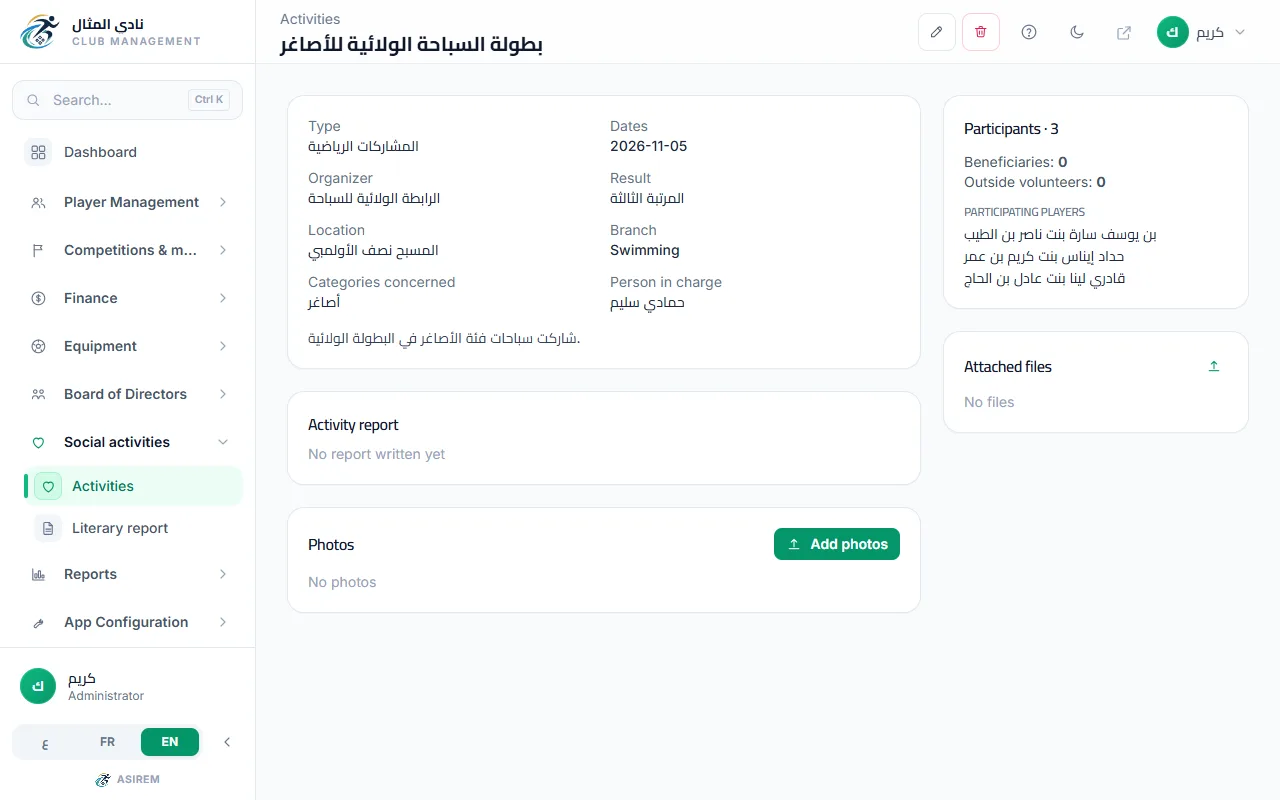 نادي المثال
CLUB MANAGEMENT
Search...
Ctrl K
Dashboard
Player Management
Competitions & m...
Finance
Equipment
Board of Directors
Social activities
Activities
Literary report
Reports
App Configuration
ك
كريم
Administrator
ع
FR
EN
ASIREM
Activities
بطولة السباحة الولائية للأصاغر
ك
كريم
Type
المشاركات الرياضية
Dates
2026-11-05
Organizer
الرابطة الولائية للسباحة
Result
المرتبة الثالثة
Location
المسبح نصف الأولمبي
Branch
Swimming
Categories concerned
أصاغر
Person in charge
حمادي سليم
شاركت سباحات فئة الأصاغر في البطولة الولائية.
Activity report
No report written yet
Photos
Add photos
No photos
Participants · 3
Beneficiaries: 0
Outside volunteers: 0
PARTICIPATING PLAYERS
بن يوسف سارة بنت ناصر بن الطيب
حداد إيناس بنت كريم بن عمر
قادري لينا بنت عادل بن الحاج
Attached files
No files